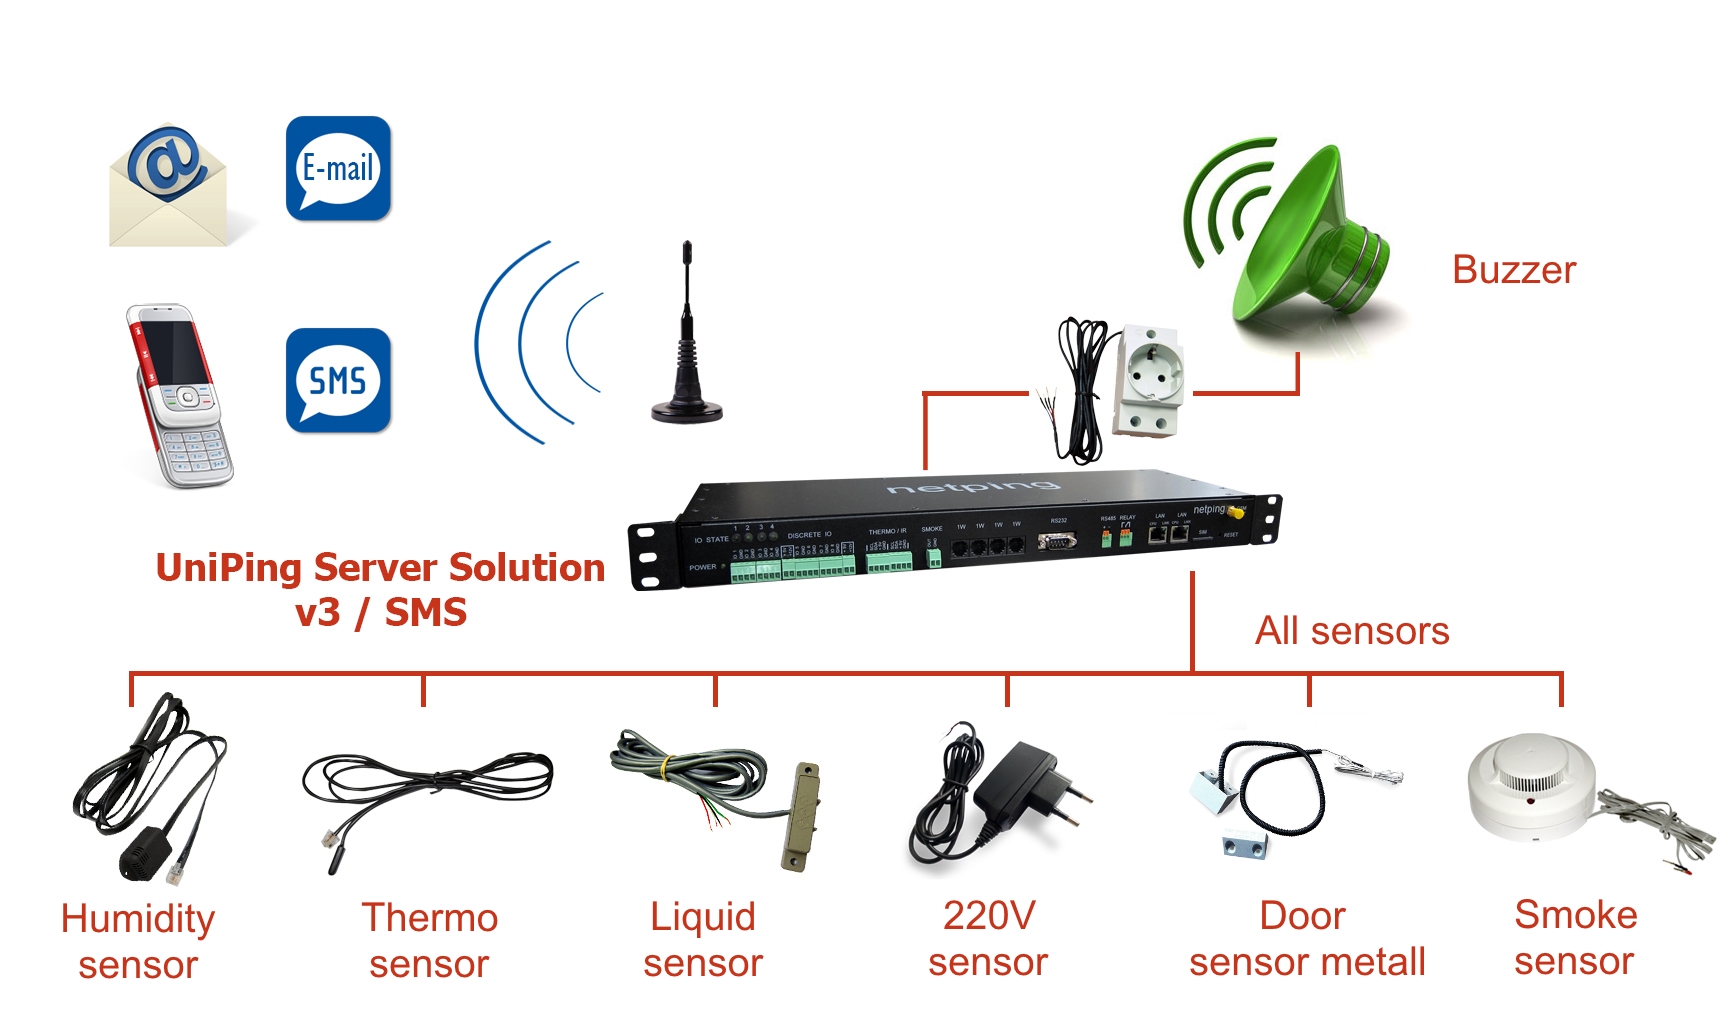 E-mail
SMS
Buzzer
netping
UniPing Server Solution
v3 / SMS
1 2 3 4
IO STATE
DISCRETE IO
POWER
THERMO / IR
SMOKE
1W 1W 1W 1W
RS232
RS485 RELAY
LAN LAN
netping
SIM
RESET
All sensors
Humidity
sensor
Thermo
sensor
Liquid
sensor
220V
sensor
Door
sensor metall
Smoke
sensor